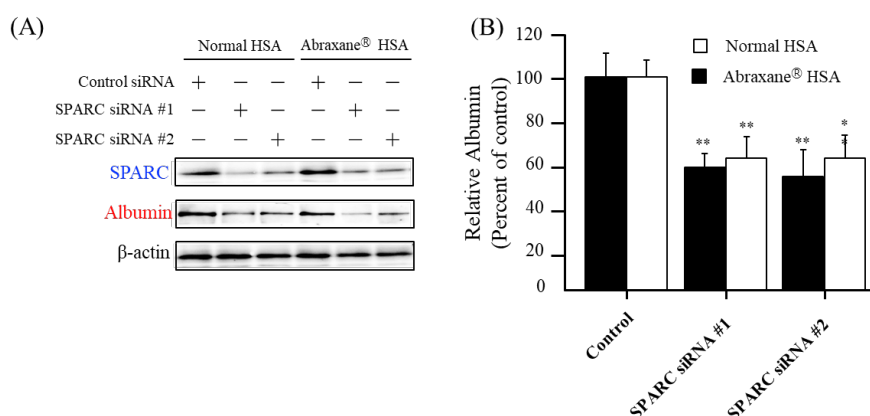 (A)
Normal HSA Abraxane® HSA
Control siRNA + − − + − −
SPARC siRNA #1 − + − − + −
SPARC siRNA #2 − − + − − +
SPARC
Albumin
β-actin
(B)
Relative Albumin
(Percent of control)
120
100
80
60
40
20
0
Normal HSA
Abraxane® HSA
** **
** *
*
Control
SPARC siRNA #1
SPARC siRNA #2